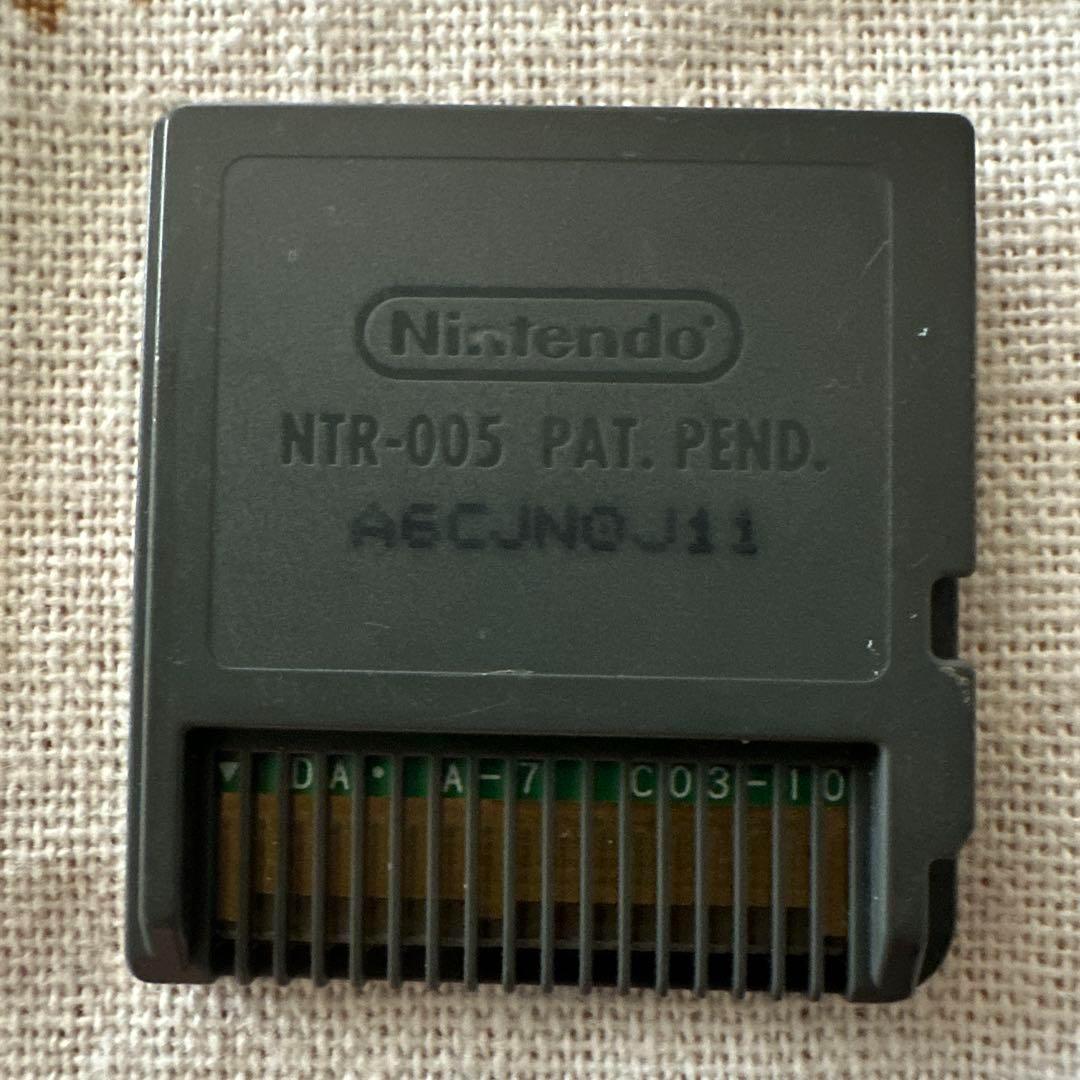 Nintendo®
NTR-005 PAT. PEND.
A6CJN0J11
▼ DA• A-7 C03-10